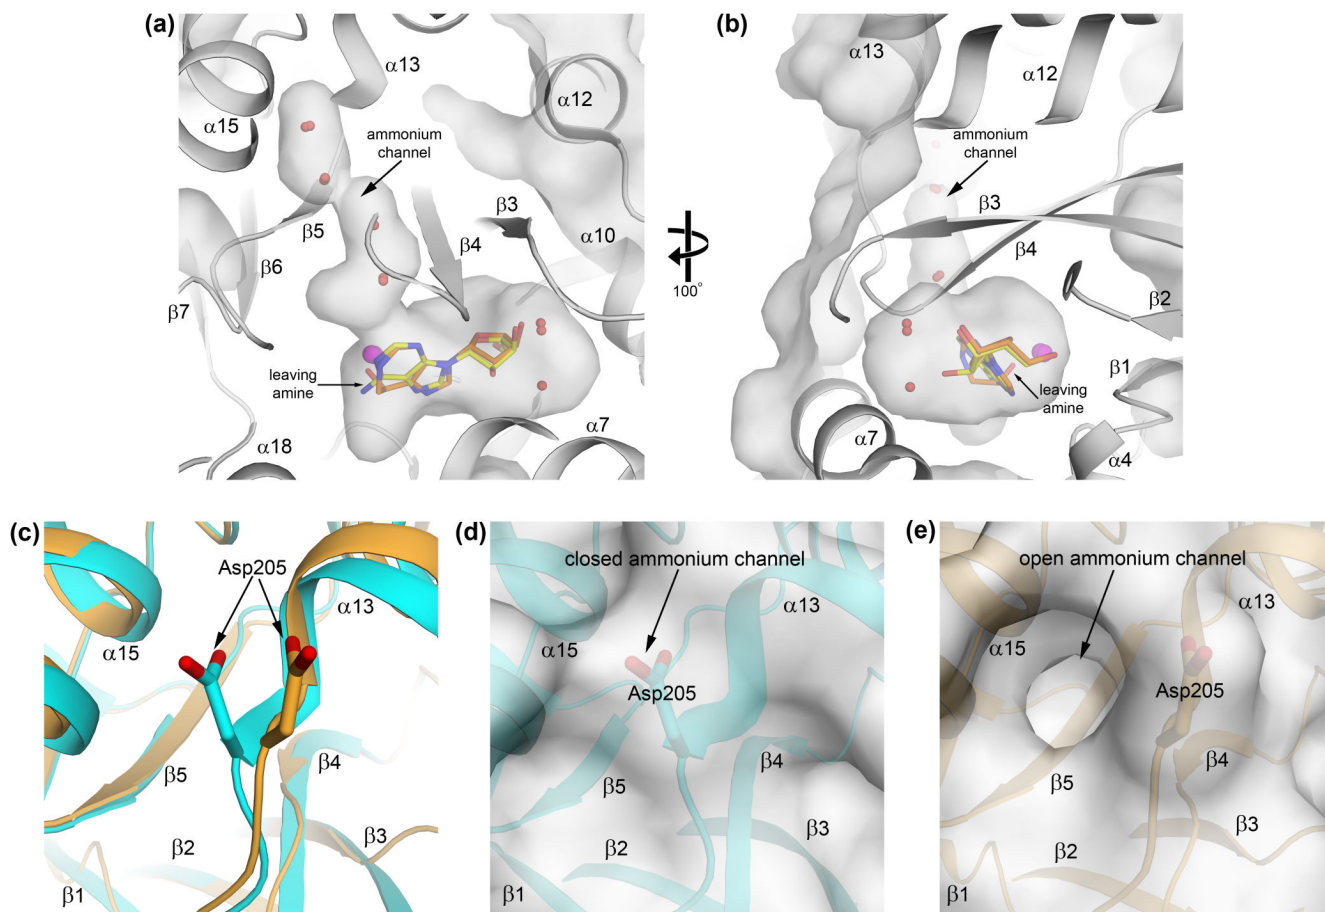 (a)
α13
α15
α12
ammonium
channel
β3
β5
β4
α10
β6
β7
leaving
amine
α18
α7
100°
(b)
α13
α12
ammonium
channel
β3
β4
β2
β1
leaving
amine
α7
α4
(c)
Asp205
α13
α15
β4
β5
β2
β3
β1
(d)
closed ammonium channel
α13
α15
Asp205
β4
β5
β3
β2
β1
(e)
open ammonium channel
α13
α15
Asp205
β4
β5
β3
β2
β1